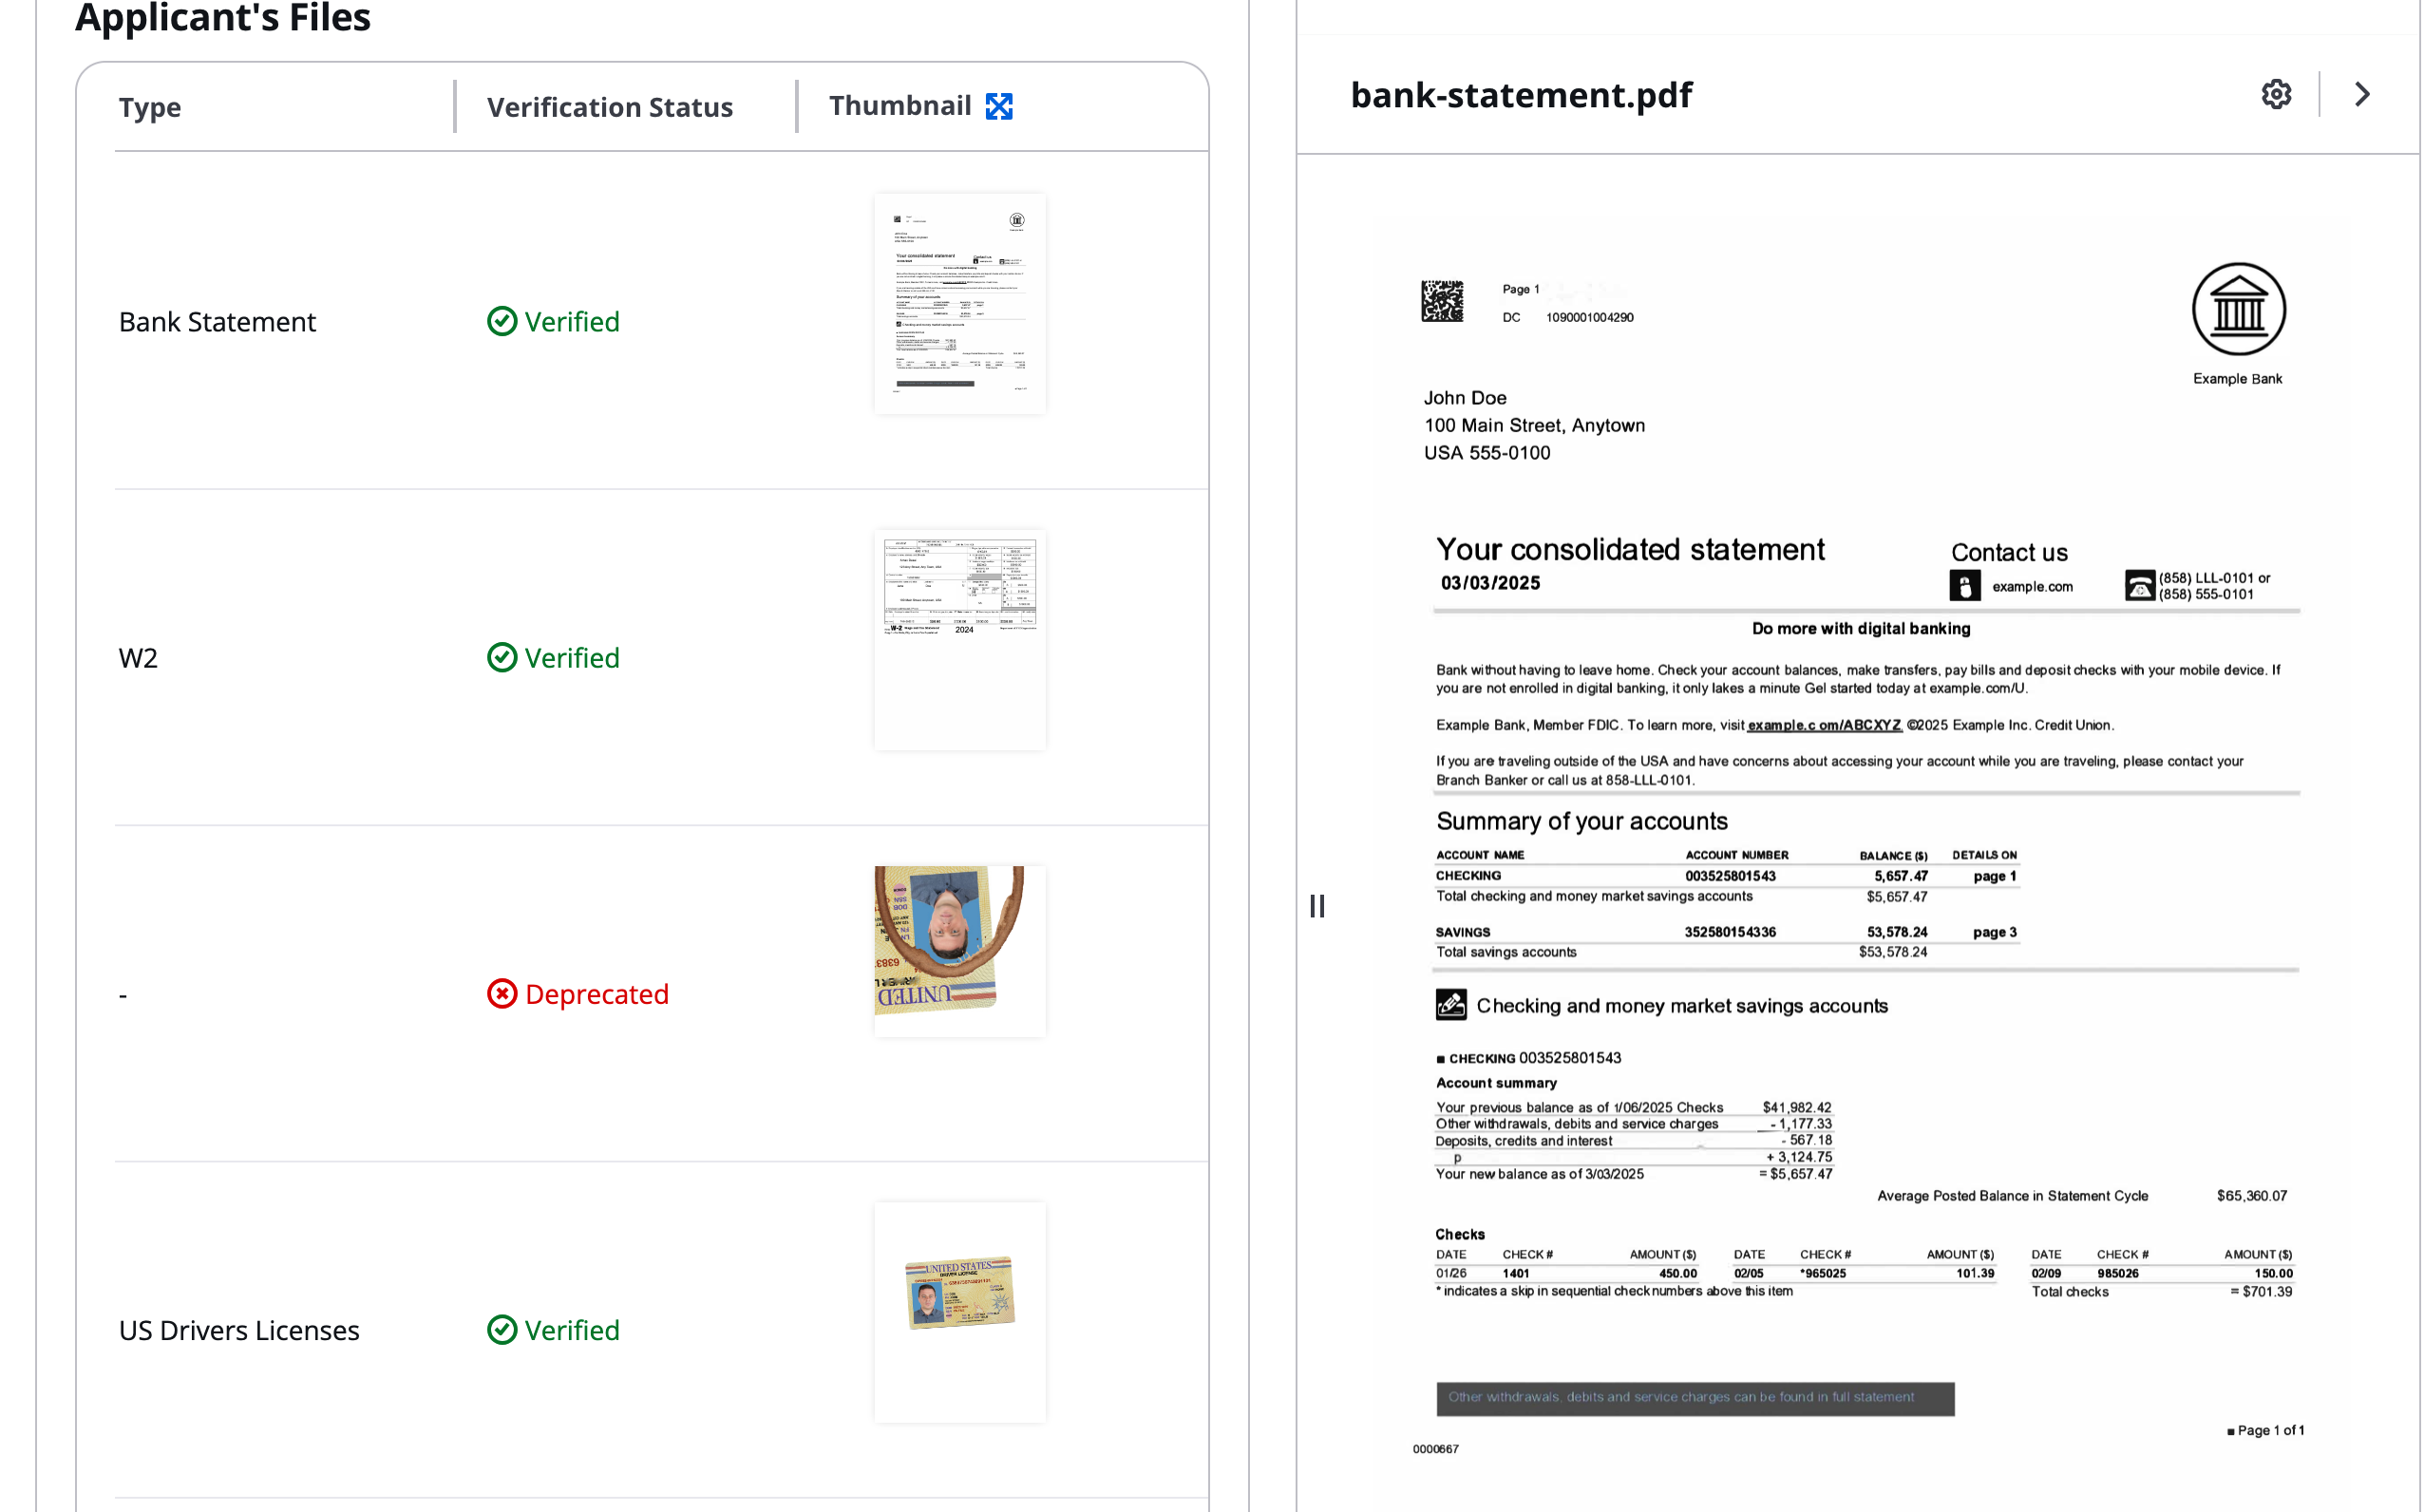 Applicant's Files
Type Verification Status Thumbnail
Bank Statement Verified
W2 Verified
2024
- Deprecated
UNITED
US Drivers Licenses Verified
UNITED STATES
DRIVER LICENSE
bank-statement.pdf
Page 1
DC 1090001004290
Example Bank
John Doe
100 Main Street, Anytown
USA 555-0100
Your consolidated statement
03/03/2025
Contact us
example.com
(858) LLL-0101 or
(858) 555-0101
Do more with digital banking
Bank without having to leave home. Check your account balances, make transfers, pay bills and deposit checks with your mobile device. If
you are not enrolled in digital banking, it only lakes a minute Gel started today at example.com/U.
Example Bank, Member FDIC. To learn more, visit example.c om/ABCXYZ ©2025 Example Inc. Credit Union.
If you are traveling outside of the USA and have concerns about accessing your account while you are traveling, please contact your
Branch Banker or call us at 858-LLL-0101.
Summary of your accounts
ACCOUNT NAME ACCOUNT NUMBER BALANCE ($) DETAILS ON
CHECKING 003525801543 5,657.47 page 1
Total checking and money market savings accounts $5,657.47
SAVINGS 352580154336 53,578.24 page 3
Total savings accounts $53,578.24
Checking and money market savings accounts
■ CHECKING 003525801543
Account summary
Your previous balance as of 1/06/2025 Checks $41,982.42
Other withdrawals, debits and service charges - 1,177.33
Deposits, credits and interest - 567.18
p + 3,124.75
Your new balance as of 3/03/2025 = $5,657.47
Average Posted Balance in Statement Cycle $65,360.07
Checks
DATE CHECK # AMOUNT ($) DATE CHECK # AMOUNT ($) DATE CHECK # AMOUNT ($)
01/26 1401 450.00 02/05 *965025 101.39 02/09 985026 150.00
* indicates a skip in sequential check numbers above this item Total checks = $701.39
Other withdrawals, debits and service charges can be found in full statement
■ Page 1 of 1
0000667